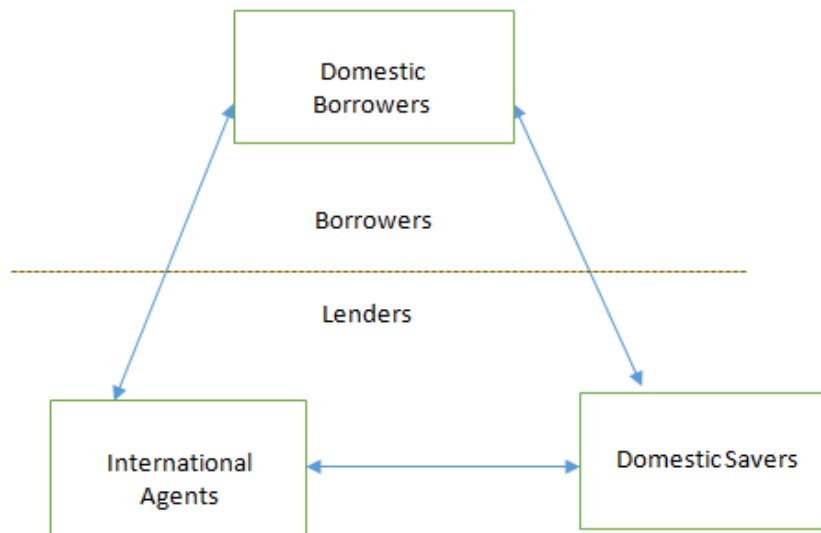 Domestic
Borrowers
Borrowers
Lenders
International
Agents
Domestic Savers